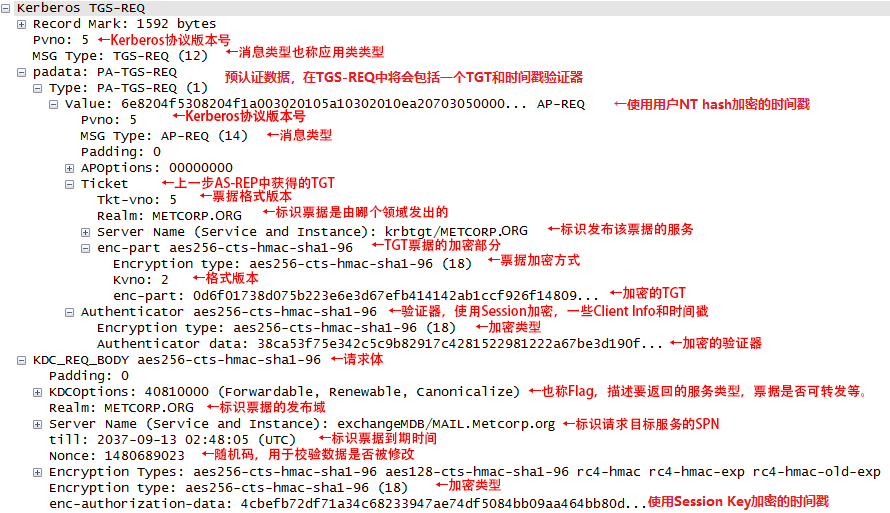 Kerberos TGS-REQ
Record Mark: 1592 bytes
Pvno: 5 ←Kerberos协议版本号
MSG Type: TGS-REQ (12) ←消息类型也称应用类类型
padata: PA-TGS-REQ 预认证数据，在TGS-REQ中将会包括一个TGT和时间戳验证器
Type: PA-TGS-REQ (1)
Value: 6e8204f5308204f1a003020105a10302010ea20703050000... AP-REQ ←使用用户NT hash加密的时间戳
Pvno: 5 ←Kerberos协议版本号
MSG Type: AP-REQ (14) ←消息类型
Padding: 0
APOptions: 00000000
Ticket ←上一步AS-REP中获得的TGT
Tkt-vno: 5 ←票据格式版本
Realm: METCORP.ORG ←标识票据是由哪个领域发出的
Server Name (Service and Instance): krbtgt/METCORP.ORG ←标识发布该票据的服务
enc-part aes256-cts-hmac-sha1-96 ←TGT票据的加密部分
Encryption type: aes256-cts-hmac-sha1-96 (18) ←票据加密方式
Kvno: 2 ←格式版本
enc-part: 0d6f01738d075b223e6e3d67efb414142ab1ccf926f14809... ←加密的TGT
Authenticator aes256-cts-hmac-sha1-96 ←验证器，使用Session加密，一些Client Info和时间戳
Encryption type: aes256-cts-hmac-sha1-96 (18) ←加密类型
Authenticator data: 38ca53f75e342c5c9b82917c4281522981222a67be3d190f... ←加密的验证器
KDC_REQ_BODY aes256-cts-hmac-sha1-96 ←请求体
Padding: 0
KDCOptions: 40810000 (Forwardable, Renewable, Canonicalize) ←也称Flag，描述要返回的服务类型，票据是否可转发等。
Realm: METCORP.ORG ←标识票据的发布域
Server Name (Service and Instance): exchangeMDB/MAIL.Metcorp.org ←标识请求目标服务的SPN
till: 2037-09-13 02:48:05 (UTC) ←标识票据到期时间
Nonce: 1480689023 ←随机码，用于校验数据是否被修改
Encryption Types: aes256-cts-hmac-sha1-96 aes128-cts-hmac-sha1-96 rc4-hmac rc4-hmac-exp rc4-hmac-old-exp
Encryption type: aes256-cts-hmac-sha1-96 (18) ←加密类型
enc-authorization-data: 4cbefb72df71a34c68233947ae74df5084bb09aa464bb80d...使用Session Key加密的时间戳